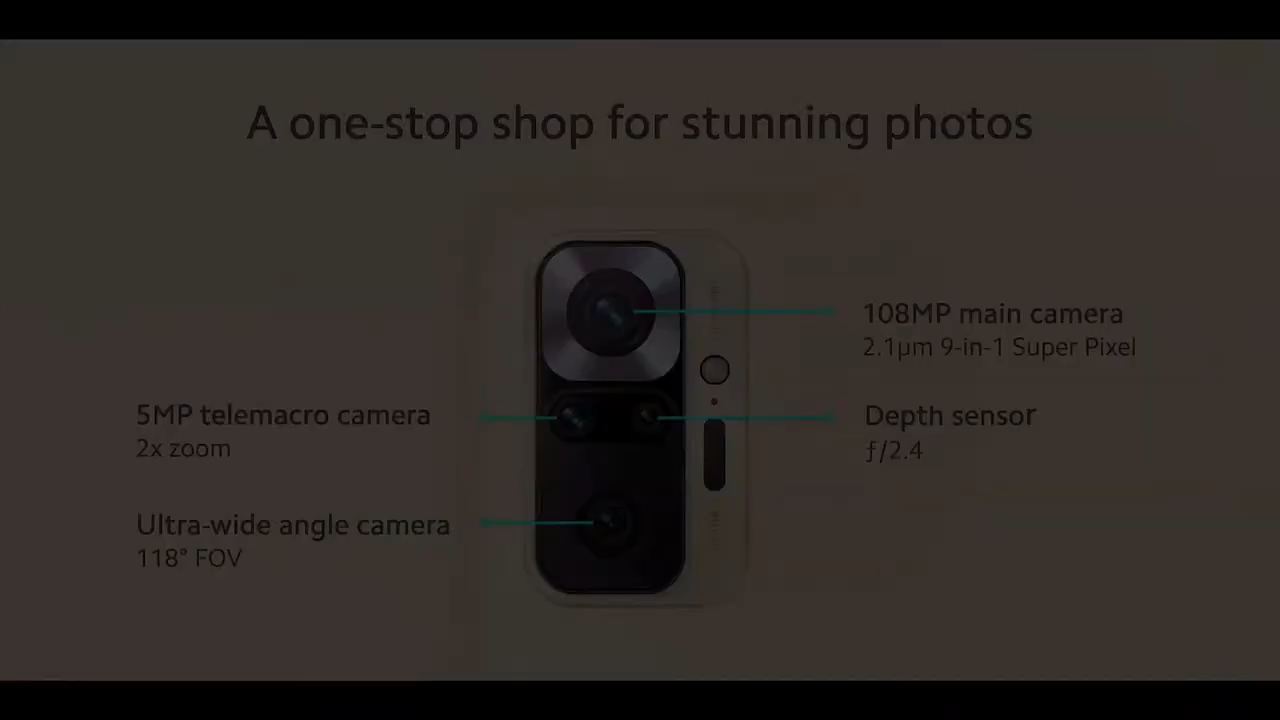 A one-stop shop for stunning photos
108MP main camera
2.1µm 9-in-1 Super Pixel
5MP telemacro camera
2x zoom
Depth sensor
ƒ/2.4
Ultra-wide angle camera
118° FOV